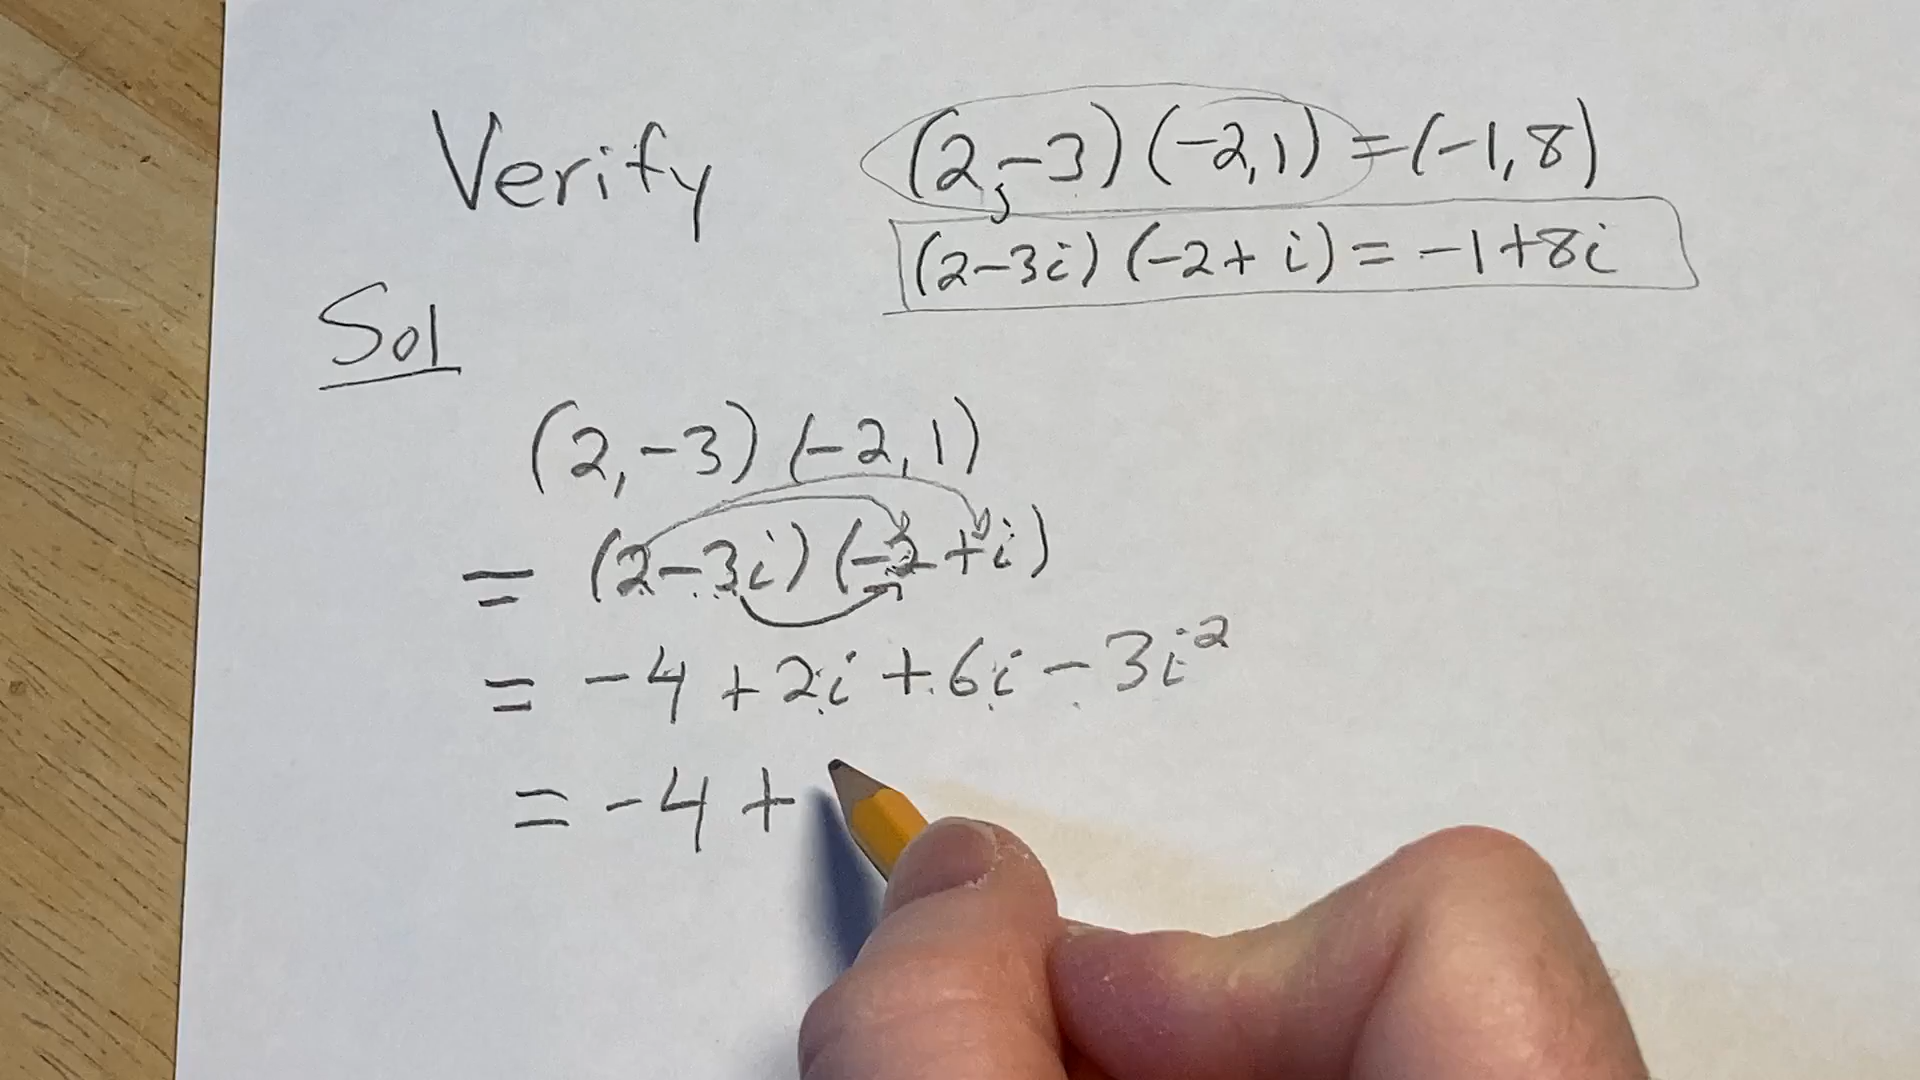 Verify (2,-3)(-2,1) = (-1,8)
(2-3i)(-2+i) = -1+8i
Sol
(2,-3)(-2,1)
= (2-3i)(-2+i)
= -4+2i+6i-3i²
= -4+